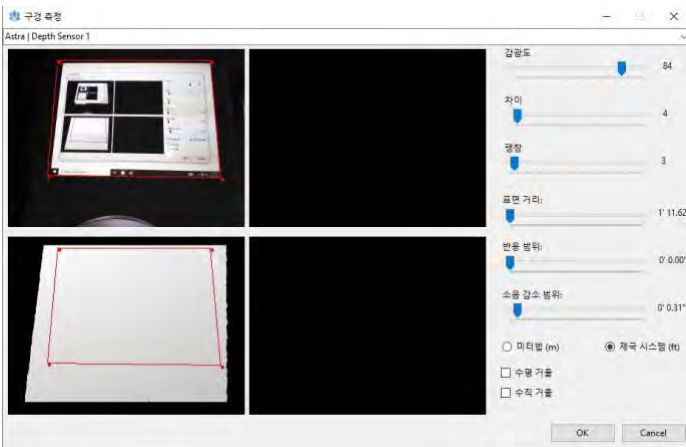 구경 측정
Astra | Depth Sensor 1
감광도
84
차이
4
팽창
3
표면 거리:
1' 11.62
반응 범위:
0' 0.00"
소음 감소 범위:
0' 0.31"
미터법 (m)
제국 시스템 (ft)
수평 거울
수직 거울
OK
Cancel